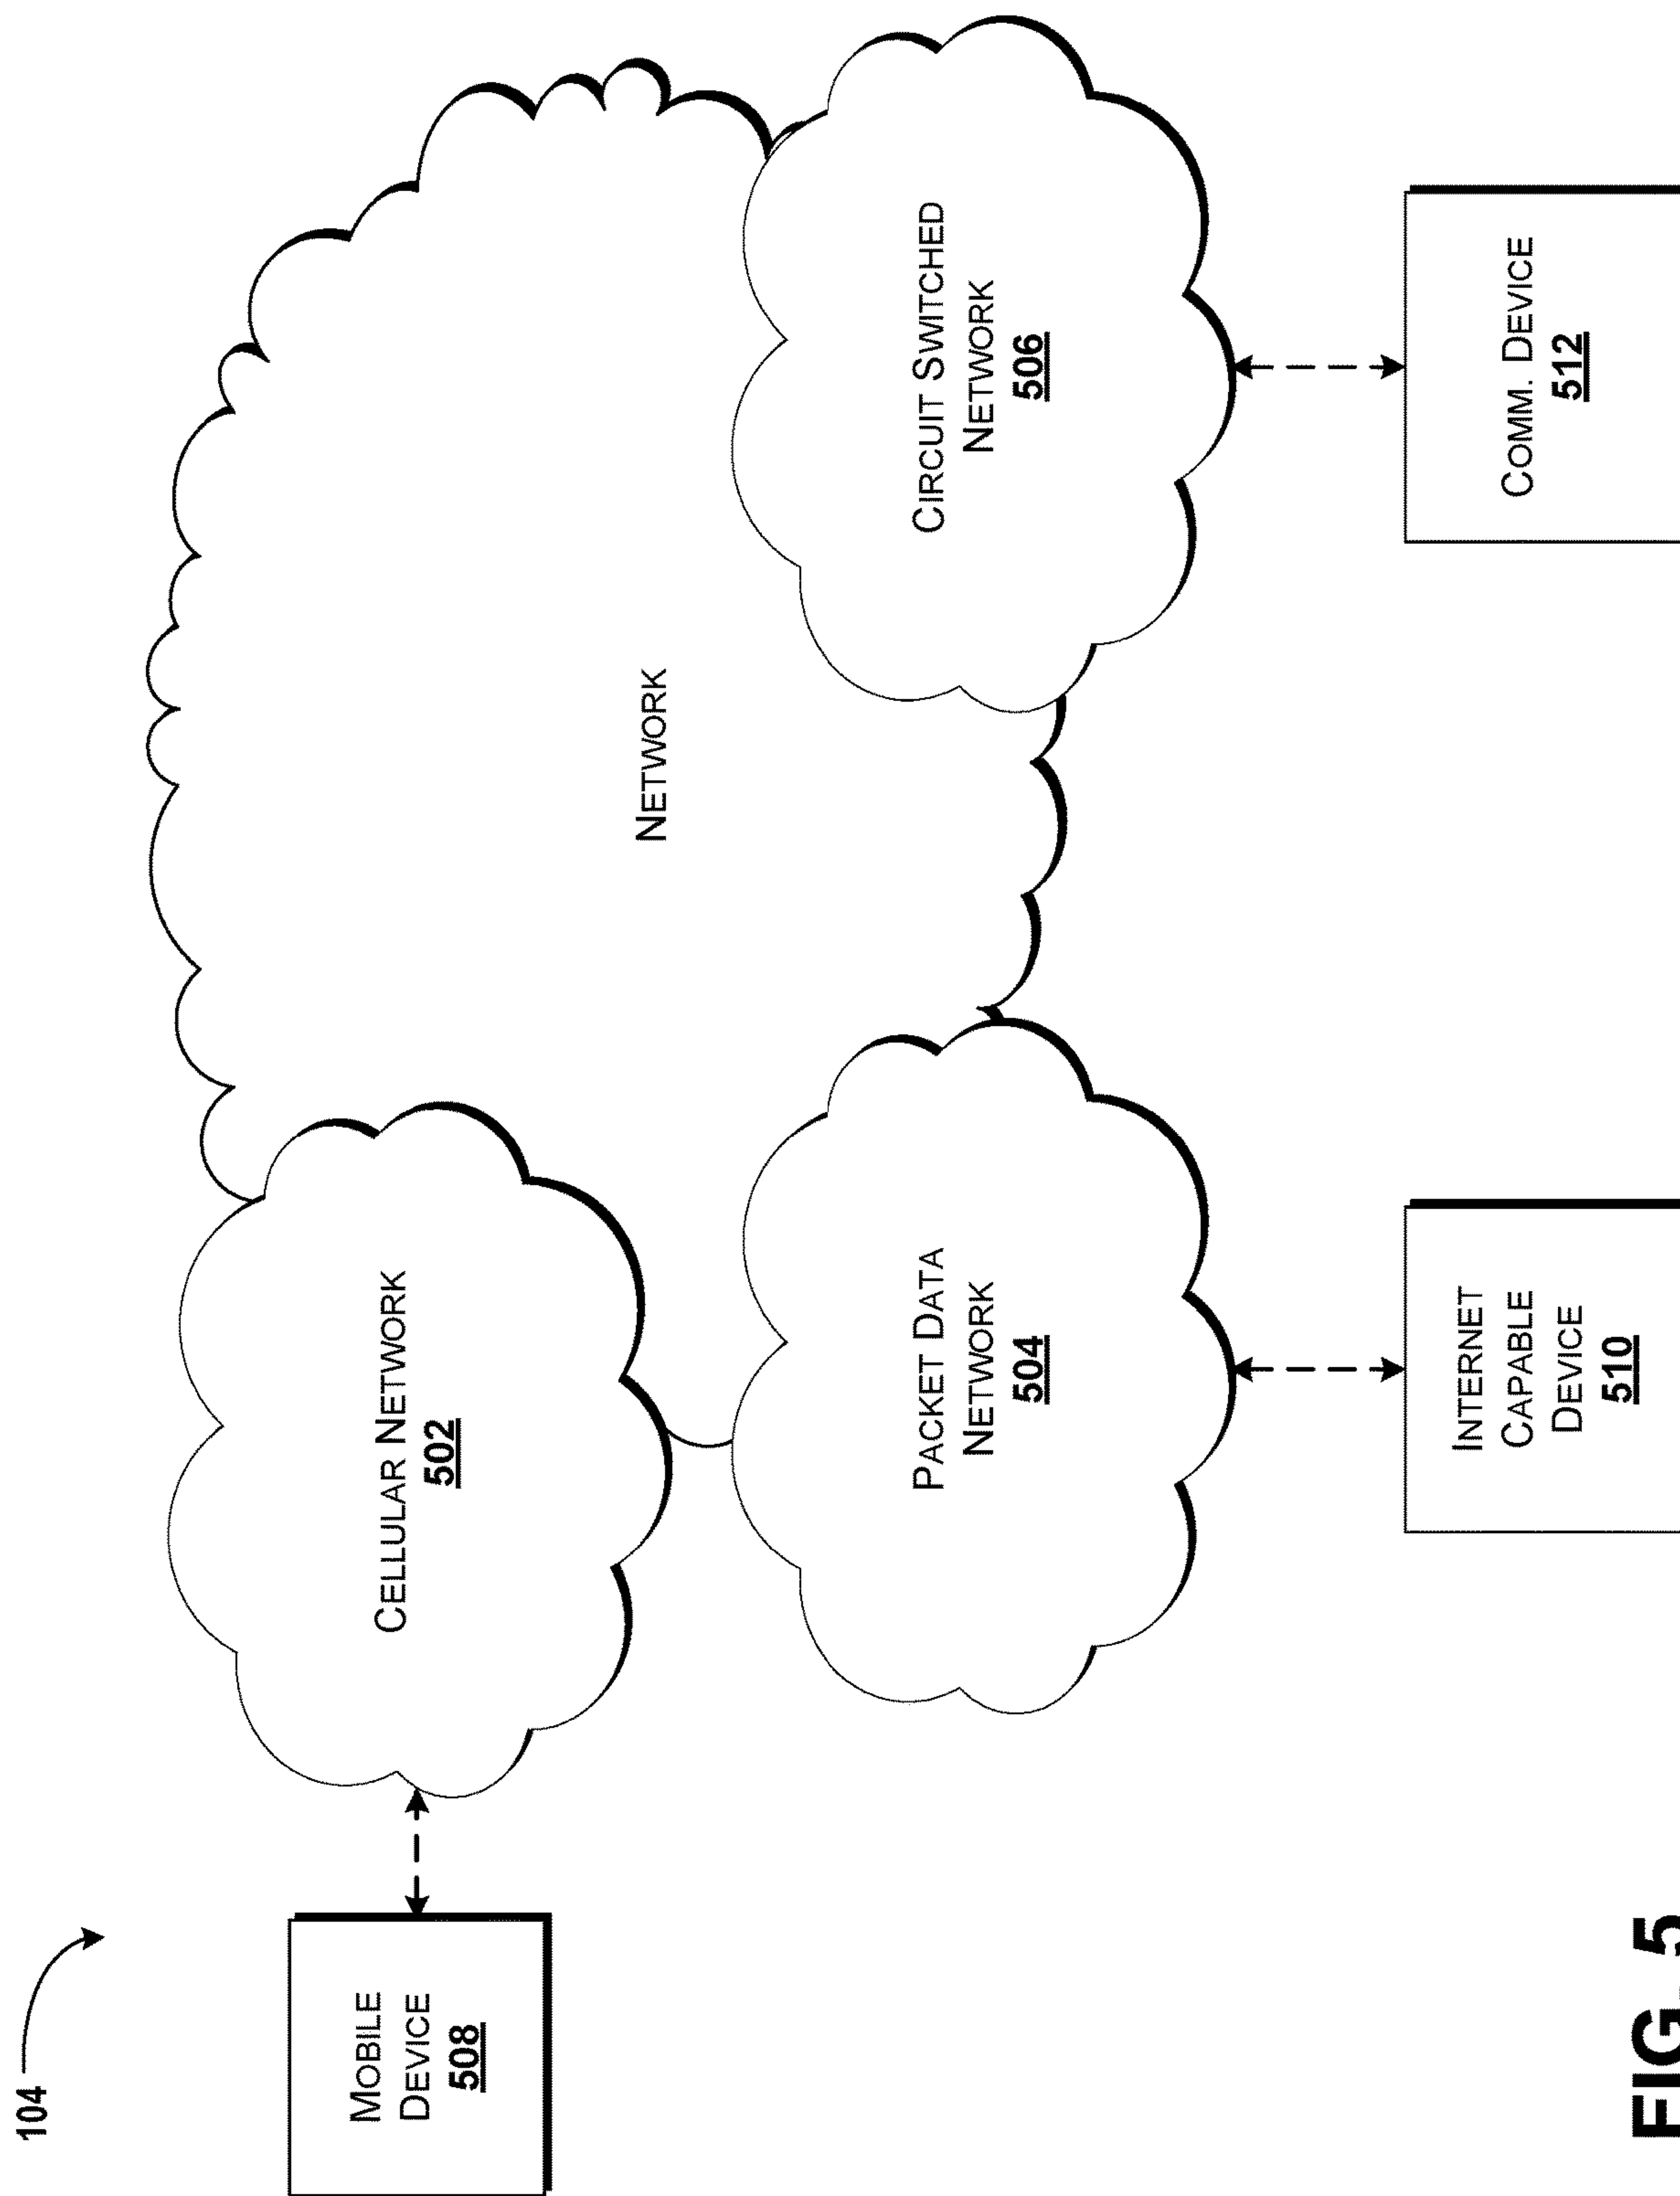 104
MOBILE
DEVICE
508
CELLULAR NETWORK
502
NETWORK
PACKET DATA
NETWORK
504
CIRCUIT SWITCHED
NETWORK
506
INTERNET
CAPABLE
DEVICE
510
COMM. DEVICE
512
FIG. 5